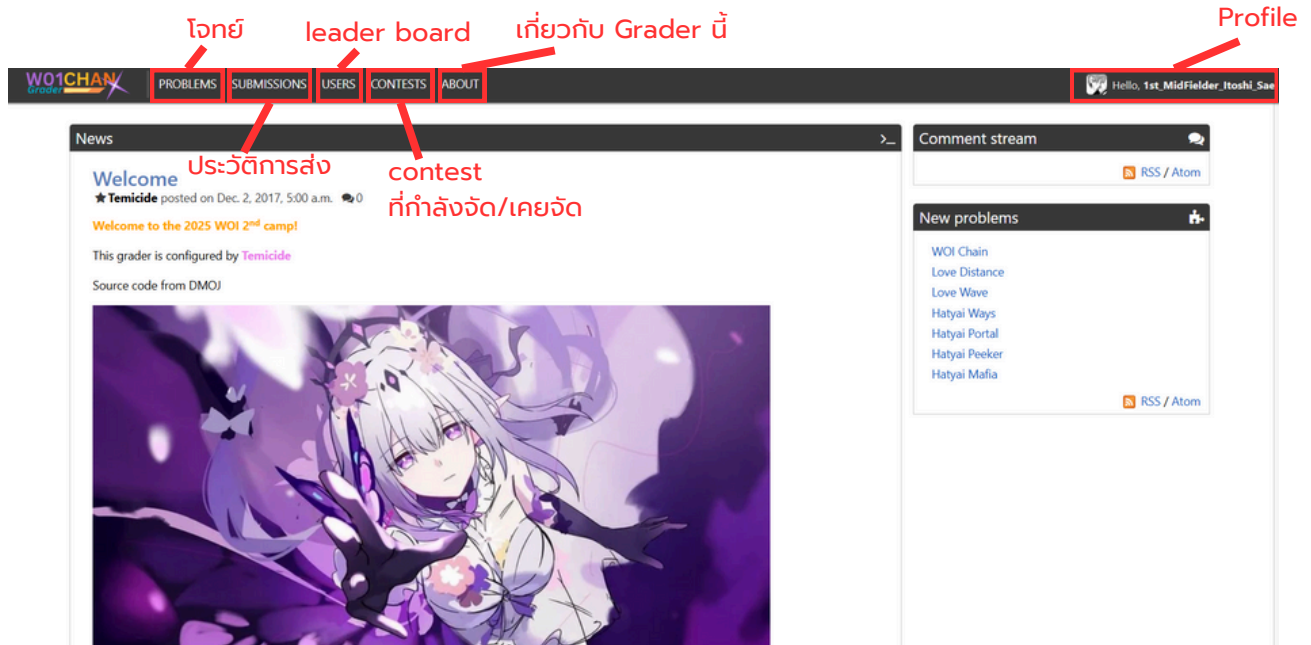 โจทย์
leader board
เกี่ยวกับ Grader นี้
Profile
WO1CHAN
Grader
PROBLEMS SUBMISSIONS USERS CONTESTS ABOUT
Hello, 1st_MidFielder_Itoshi_Sae
News
ประวัติการส่ง
contest
ที่กำลังจัด/เคยจัด
Welcome
Temicide posted on Dec. 2, 2017, 5:00 a.m. 0
Welcome to the 2025 WOI 2nd camp!
This grader is configured by Temicide
Source code from DMOJ
Comment stream
RSS / Atom
New problems
WOI Chain
Love Distance
Love Wave
Hatyai Ways
Hatyai Portal
Hatyai Peeker
Hatyai Mafia
RSS / Atom